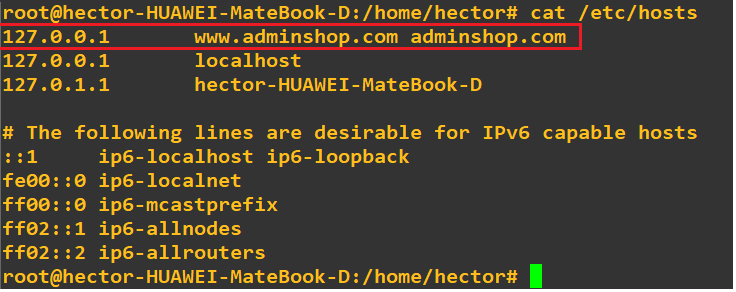 root@hector-HUAWEI-MateBook-D:/home/hector# cat /etc/hosts
127.0.0.1       www.adminshop.com adminshop.com
127.0.0.1       localhost
127.0.1.1       hector-HUAWEI-MateBook-D
# The following lines are desirable for IPv6 capable hosts
::1     ip6-localhost ip6-loopback
fe00::0 ip6-localnet
ff00::0 ip6-mcastprefix
ff02::1 ip6-allnodes
ff02::2 ip6-allrouters
root@hector-HUAWEI-MateBook-D:/home/hector#